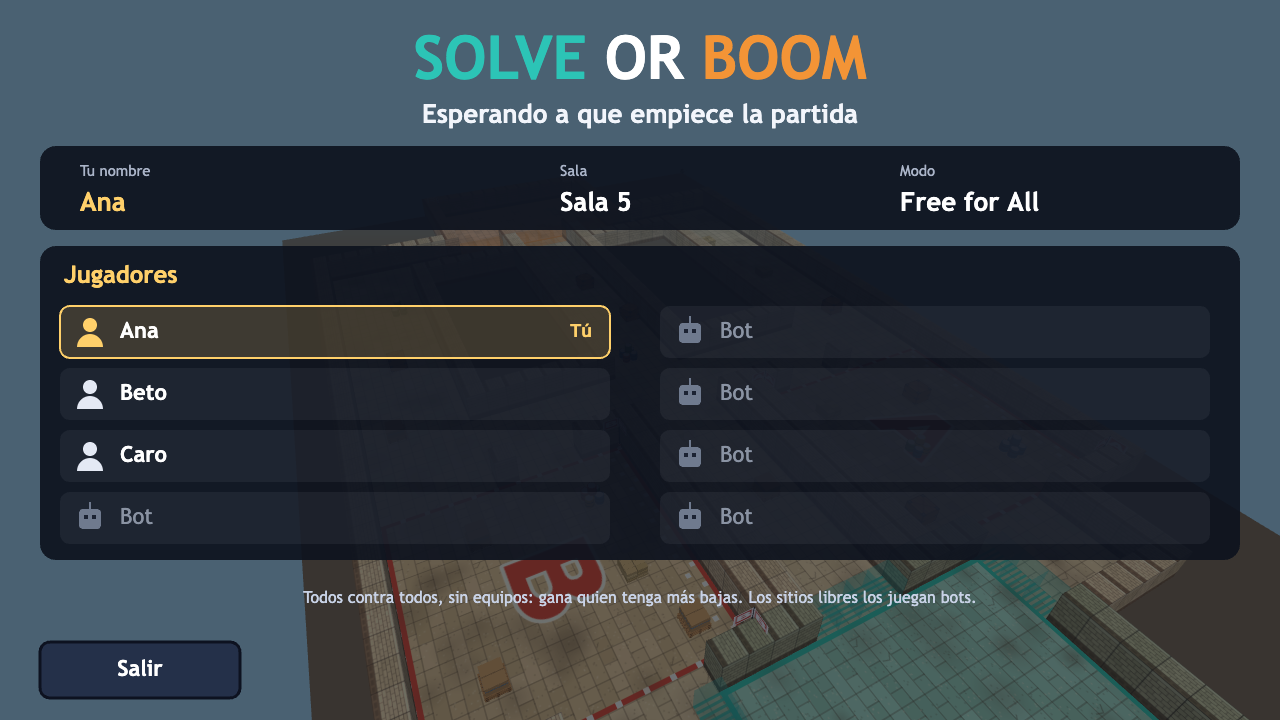 SOLVE OR BOOM
Esperando a que empiece la partida
Tu nombre
Ana
Sala
Sala 5
Modo
Free for All
Jugadores
Ana
Tú
Beto
Caro
Bot
Bot
Bot
Bot
Bot
B
Todos contra todos, sin equipos: gana quien tenga más bajas. Los sitios libres los juegan bots.
Salir